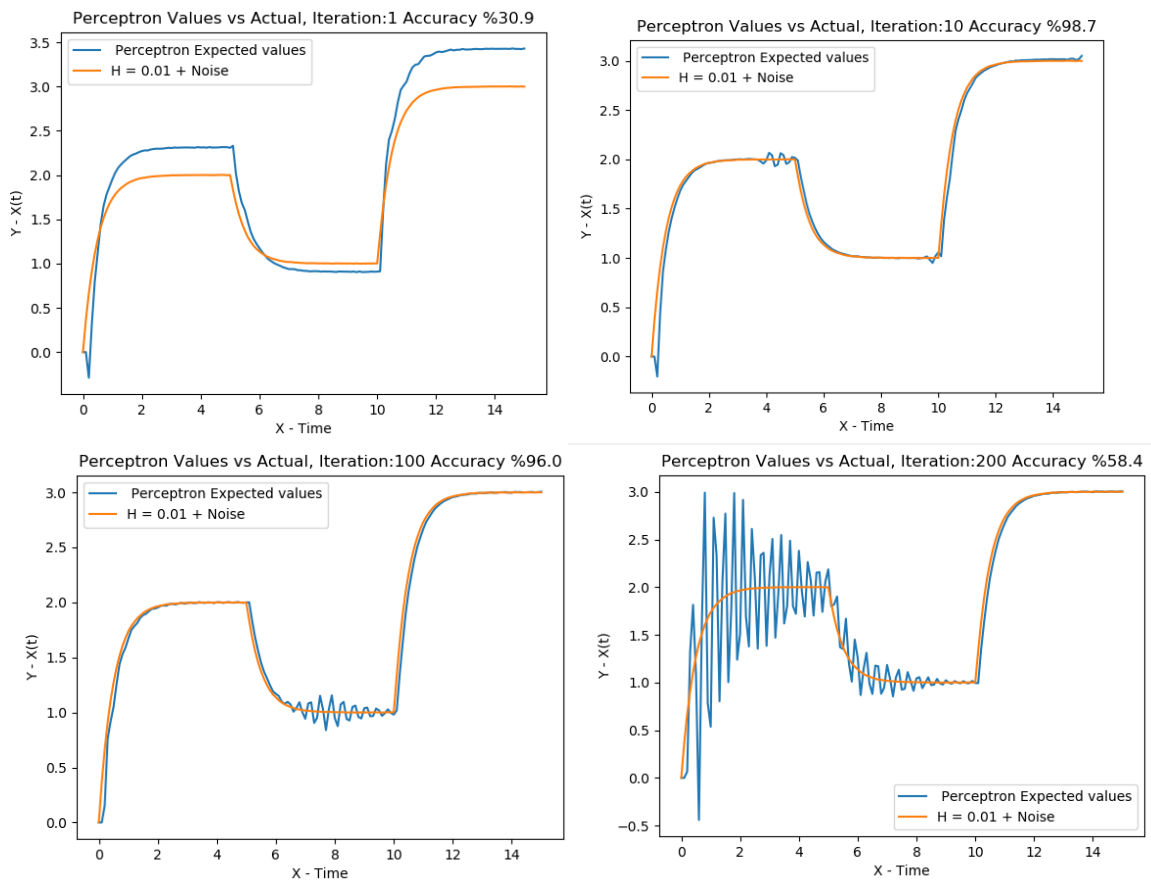 Perceptron Values vs Actual, Iteration:1 Accuracy %30.9
3.5
3.0
2.5
2.0
1.5
1.0
0.5
0.0
Y - X(t)
Perceptron Expected values
H = 0.01 + Noise
0 2 4 6 8 10 12 14
X - Time
Perceptron Values vs Actual, Iteration:10 Accuracy %98.7
3.0
2.5
2.0
1.5
1.0
0.5
0.0
Y - X(t)
Perceptron Expected values
H = 0.01 + Noise
0 2 4 6 8 10 12 14
X - Time
Perceptron Values vs Actual, Iteration:100 Accuracy %96.0
3.0
2.5
2.0
1.5
1.0
0.5
0.0
Y - X(t)
Perceptron Expected values
H = 0.01 + Noise
0 2 4 6 8 10 12 14
X - Time
Perceptron Values vs Actual, Iteration:200 Accuracy %58.4
3.0
2.5
2.0
1.5
1.0
0.5
0.0
−0.5
Y - X(t)
Perceptron Expected values
H = 0.01 + Noise
0 2 4 6 8 10 12 14
X - Time